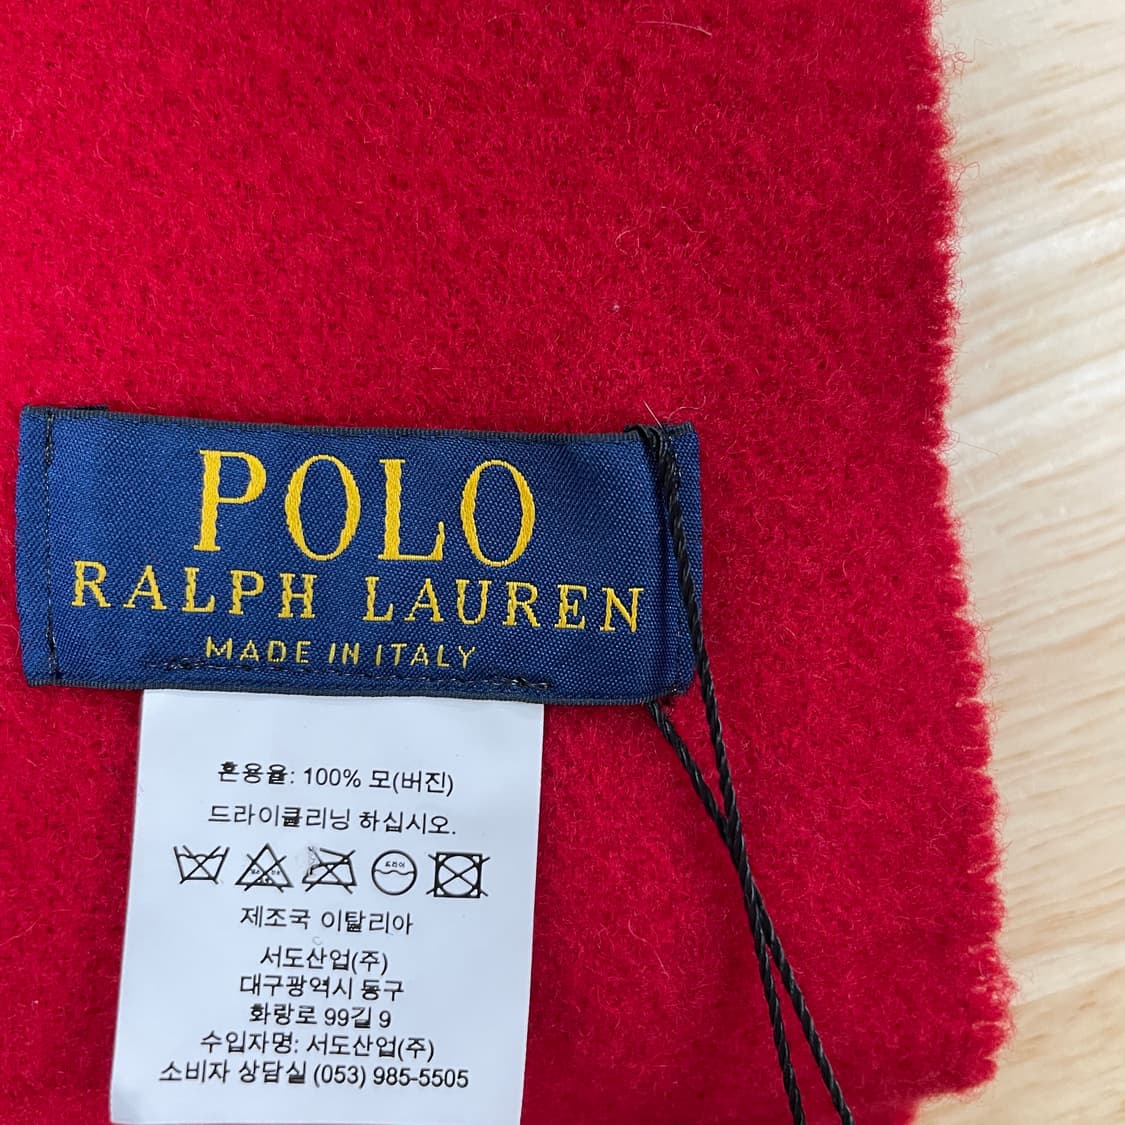 POLO
RALPH LAUREN
MADE IN ITALY
혼용율: 100% 모(버진)
드라이클리닝 하십시오.
드라이
제조국 이탈리아
서도산업(주)
대구광역시 동구
화랑로 99길 9
수입자명: 서도산업(주)
소비자 상담실 (053) 985-5505